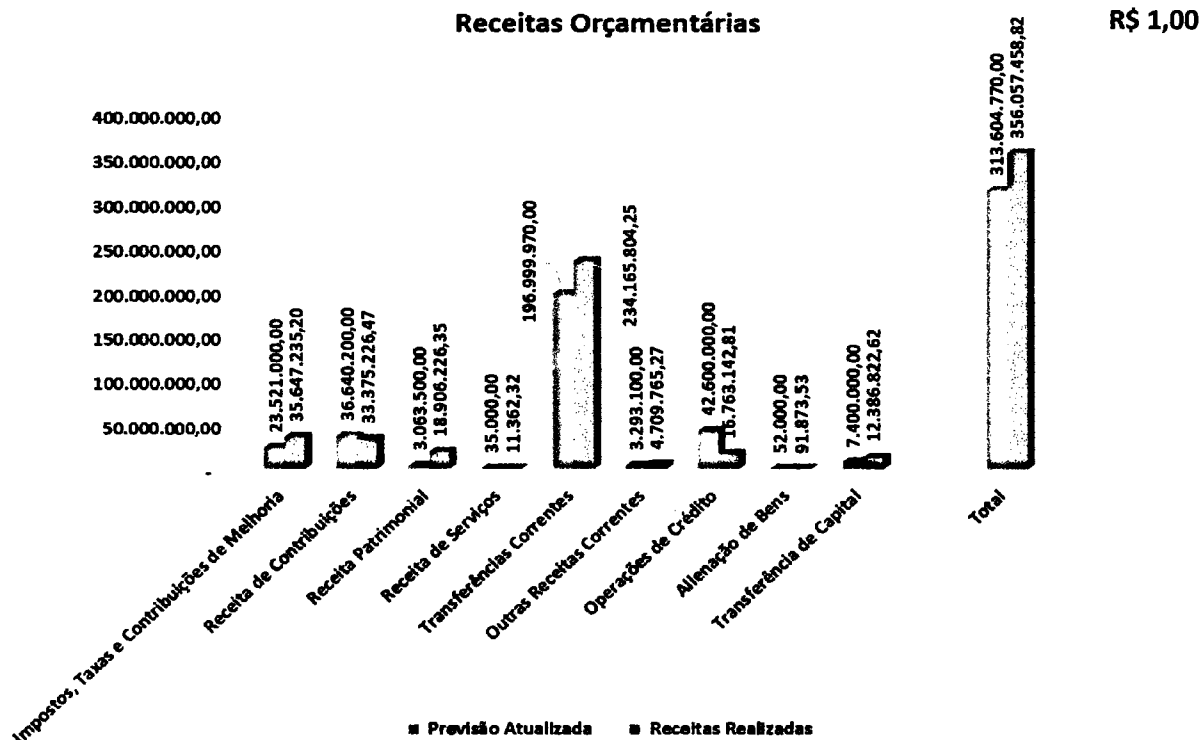 Receitas Orçamentárias
R$ 1,00
400.000.000,00
350.000.000,00
300.000.000,00
250.000.000,00
200.000.000,00
150.000.000,00
100.000.000,00
50.000.000,00
-
23.521.000,00
35.647.235,20
36.640.200,00
33.375.226,47
3.063.500,00
18.906.226,35
35.000,00
11.362,32
196.999.970,00
234.165.804,25
3.293.100,00
4.709.765,27
42.600.000,00
16.763.142,81
52.000,00
91.873,53
7.400.000,00
12.386.822,62
313.604.770,00
356.057.458,82
Impostos, Taxas e Contribuições de Melhoria
Receita de Contribuições
Receita Patrimonial
Receita de Serviços
Transferências Correntes
Outras Receitas Correntes
Operações de Crédito
Alienação de Bens
Transferência de Capital
Total
Previsão Atualizada
Receitas Realizadas